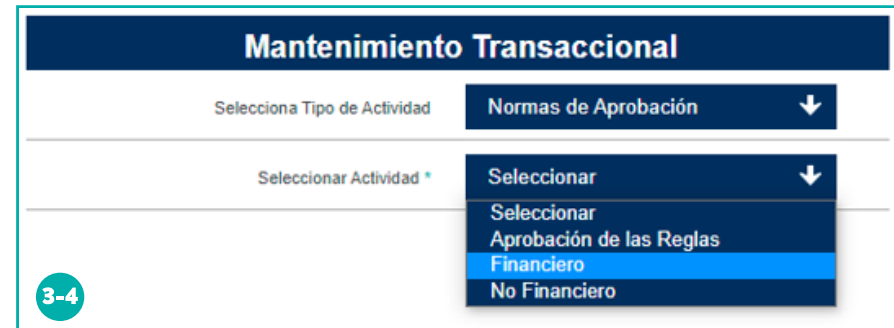 Mantenimiento Transaccional
Selecciona Tipo de Actividad Normas de Aprobación
Seleccionar Actividad * Seleccionar
Seleccionar
Aprobación de las Reglas
Financiero
No Financiero
3-4